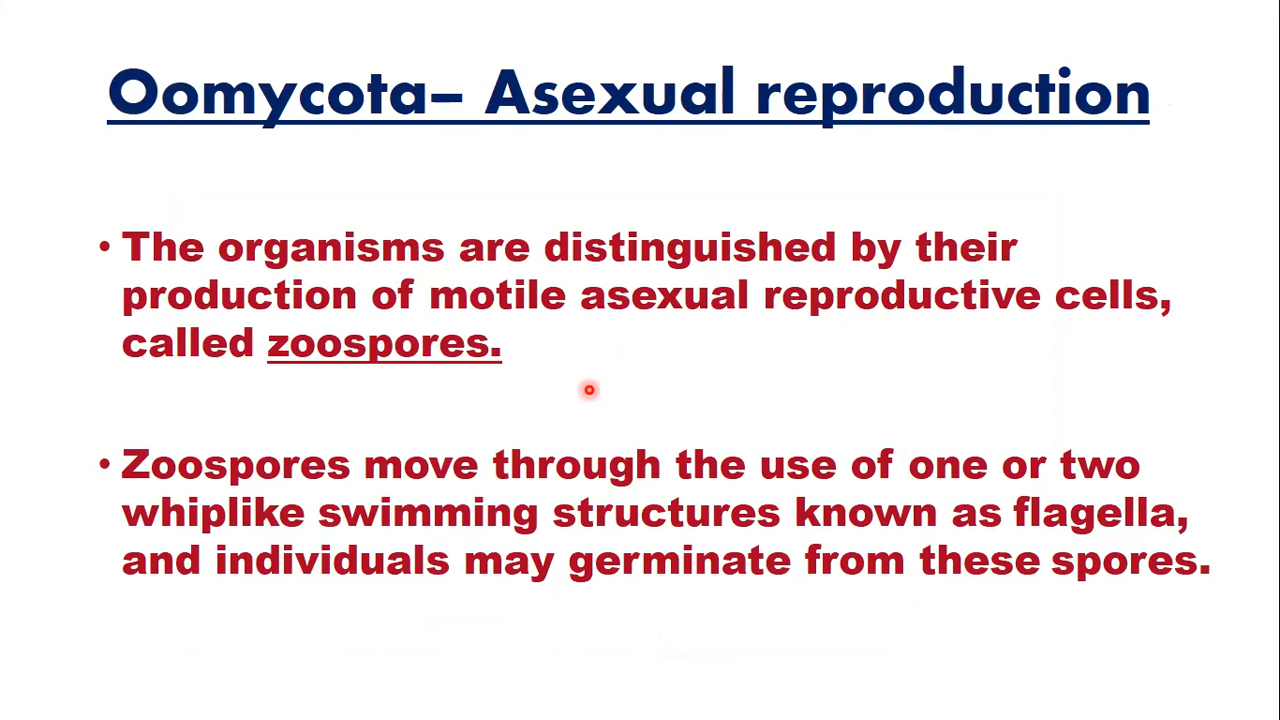 Oomycota– Asexual reproduction
• The organisms are distinguished by their
production of motile asexual reproductive cells,
called zoospores.
• Zoospores move through the use of one or two
whiplike swimming structures known as flagella,
and individuals may germinate from these spores.